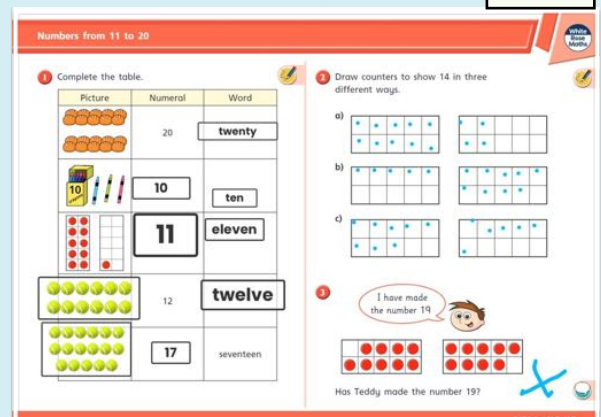 Numbers from 11 to 20
White
Rose
Maths
1 Complete the table.
Picture Numeral Word
20 twenty
10 10 ten
11 eleven
12 twelve
17 seventeen
2 Draw counters to show 14 in three
different ways.
a)
b)
c)
3
I have made
the number 19
Has Teddy made the number 19?